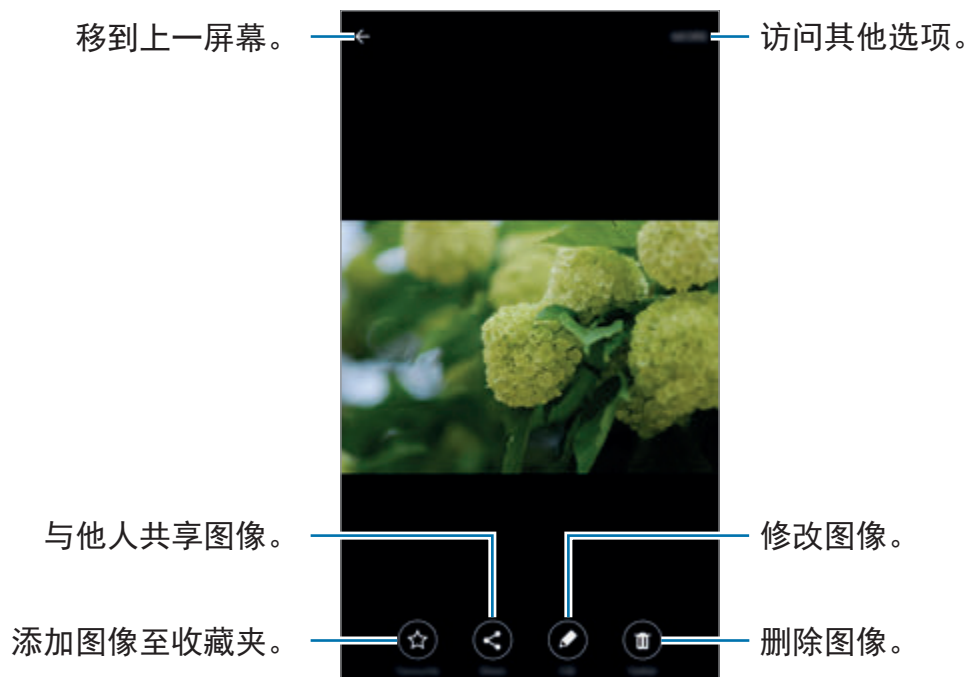 移到上一屏幕。
访问其他选项。
与他人共享图像。
修改图像。
添加图像至收藏夹。
删除图像。